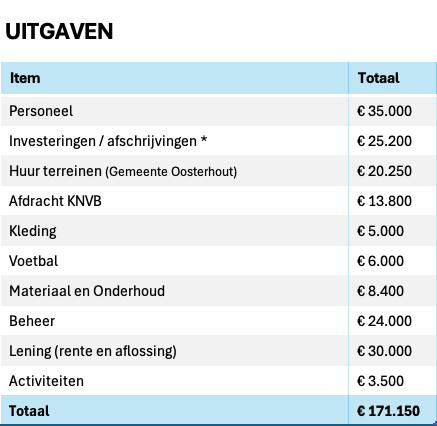 UITGAVEN
Item Totaal
Personeel € 35.000
Investeringen / afschrijvingen * € 25.200
Huur terreinen (Gemeente Oosterhout) € 20.250
Afdracht KNVB € 13.800
Kleding € 5.000
Voetbal € 6.000
Materiaal en Onderhoud € 8.400
Beheer € 24.000
Lening (rente en aflossing) € 30.000
Activiteiten € 3.500
Totaal € 171.150